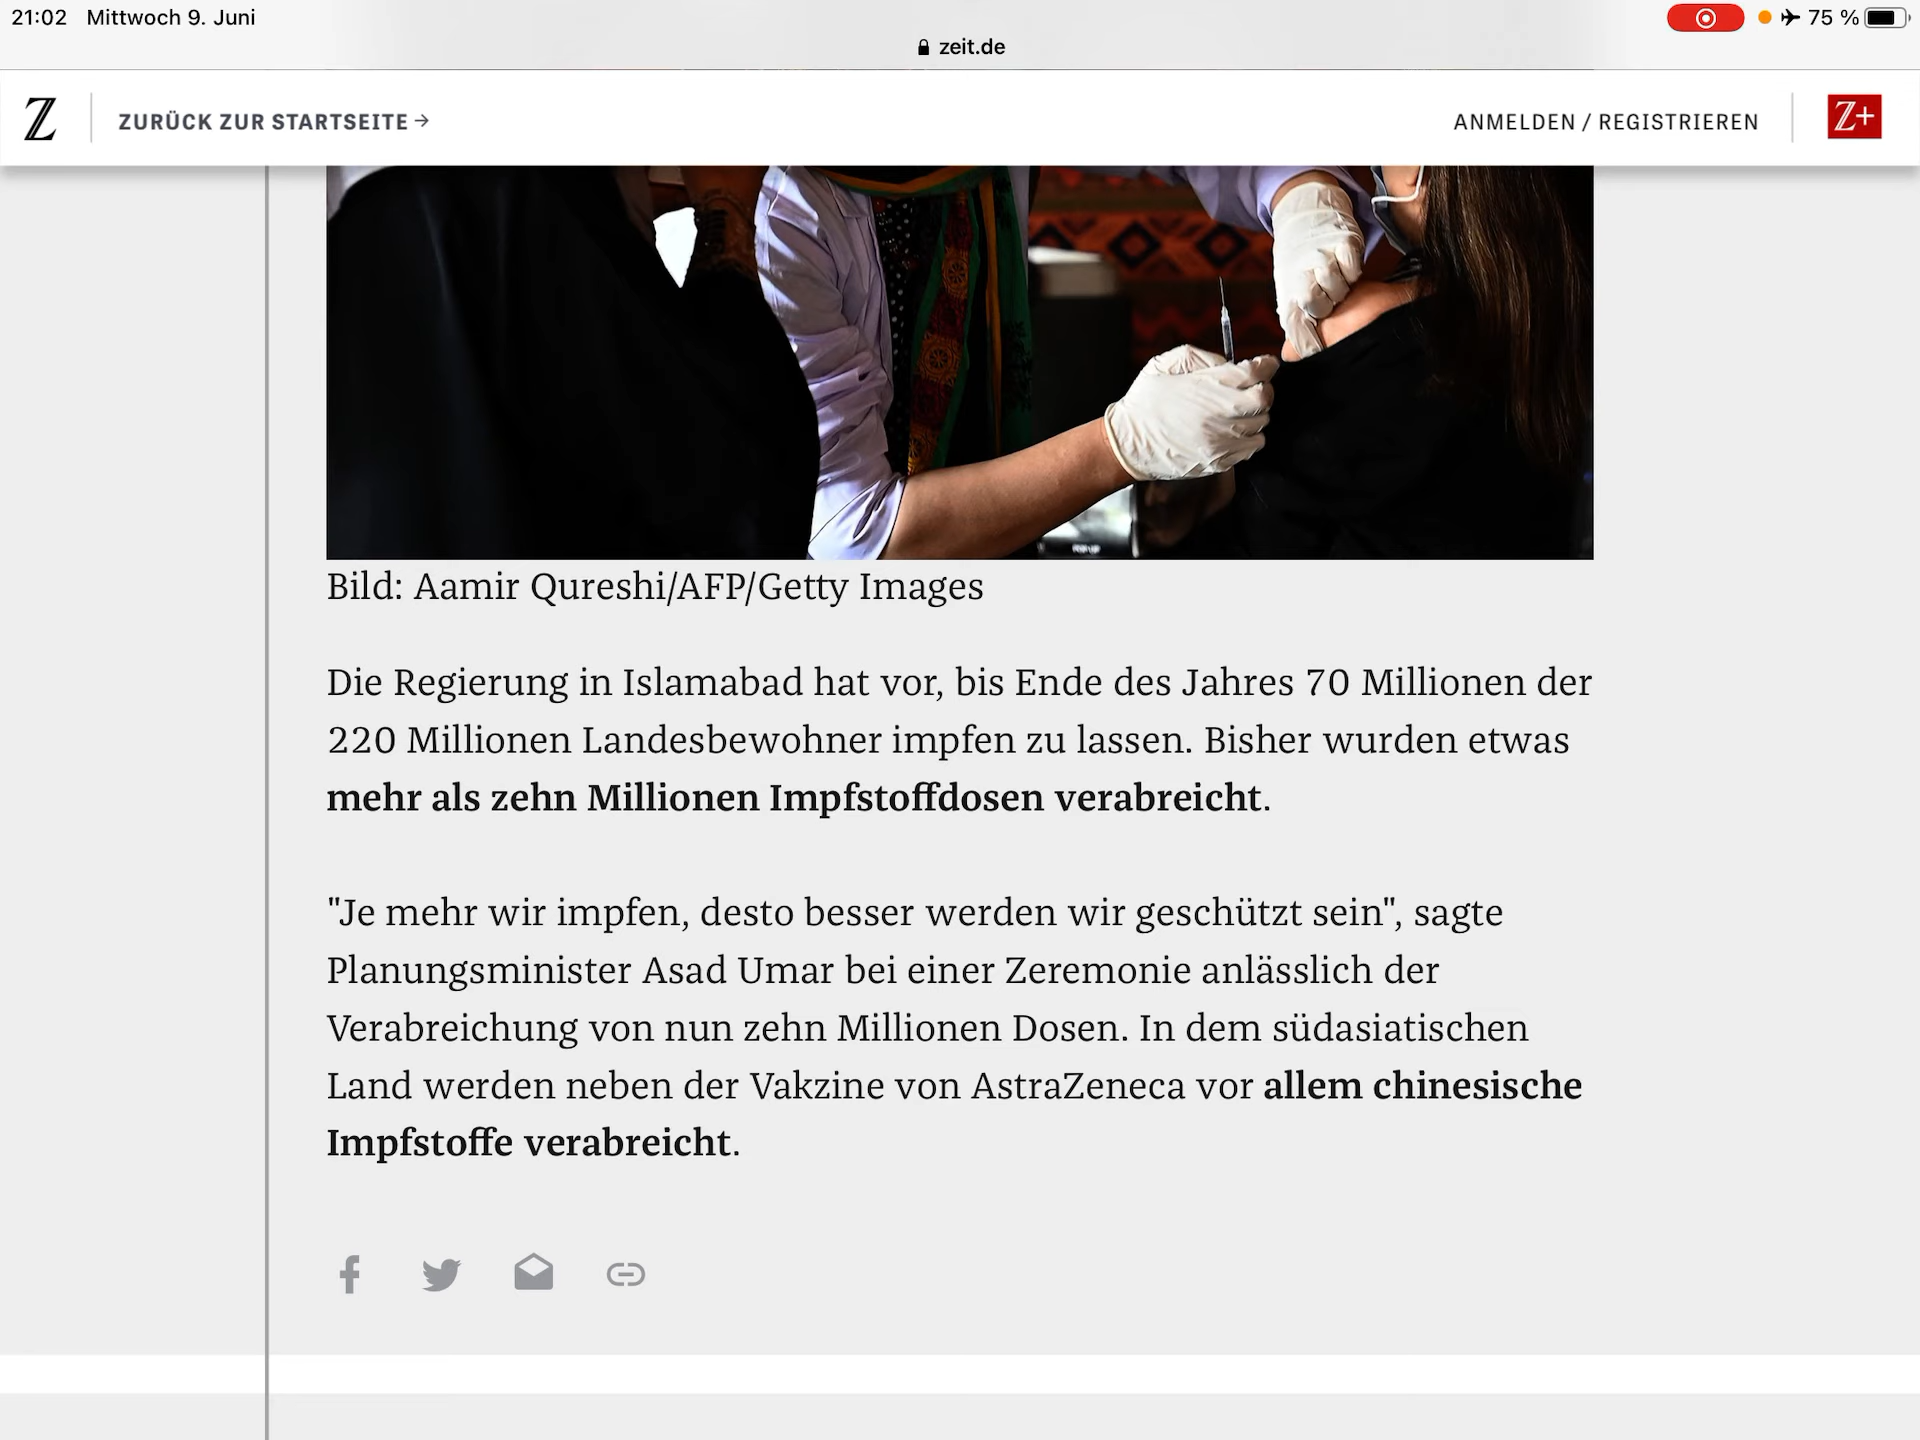 21:02 Mittwoch 9. Juni
75 %
zeit.de
Z
ZURÜCK ZUR STARTSEITE →
ANMELDEN / REGISTRIEREN
Z+
Bild: Aamir Qureshi/AFP/Getty Images
Die Regierung in Islamabad hat vor, bis Ende des Jahres 70 Millionen der
220 Millionen Landesbewohner impfen zu lassen. Bisher wurden etwas
mehr als zehn Millionen Impfstoffdosen verabreicht.
"Je mehr wir impfen, desto besser werden wir geschützt sein", sagte
Planungsminister Asad Umar bei einer Zeremonie anlässlich der
Verabreichung von nun zehn Millionen Dosen. In dem südasiatischen
Land werden neben der Vakzine von AstraZeneca vor allem chinesische
Impfstoffe verabreicht.